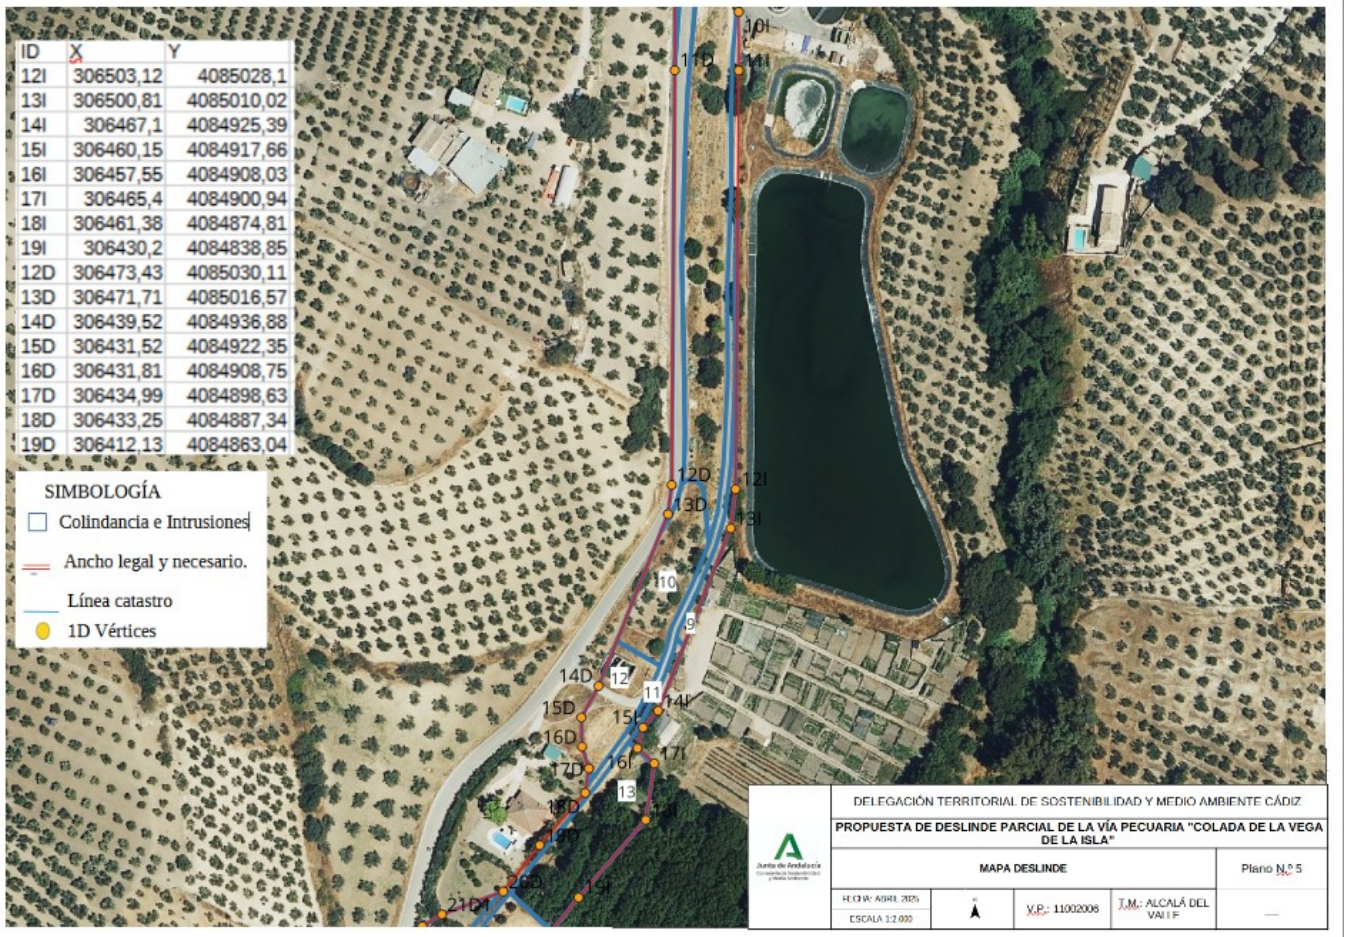 ID X Y
12I 306503,12 4085028,1
13I 306500,81 4085010,02
14I 306467,1 4084925,39
15I 306460,15 4084917,66
16I 306457,55 4084908,03
17I 306465,4 4084900,94
18I 306461,38 4084874,81
19I 306430,2 4084838,85
12D 306473,43 4085030,11
13D 306471,71 4085016,57
14D 306439,52 4084936,88
15D 306431,52 4084922,35
16D 306431,81 4084908,75
17D 306434,99 4084898,63
18D 306433,25 4084887,34
19D 306412,13 4084863,04
SIMBOLOGÍA
Colindancia e Intrusiones
Ancho legal y necesario.
Línea catastro
1D Vértices
10I
11D
11I
12D
12I
13D
13I
10
9
14D
12
11
14I
15D
15I
16D
16I
17I
17D
13
18D
18I
19D
20D
19I
21D1
DELEGACIÓN TERRITORIAL DE SOSTENIBILIDAD Y MEDIO AMBIENTE CÁDIZ
PROPUESTA DE DESLINDE PARCIAL DE LA VÍA PECUARIA "COLADA DE LA VEGA
DE LA ISLA"
Junta de Andalucía
Consejería de Sostenibilidad
y Medio Ambiente
MAPA DESLINDE
Plano N.º 5
FECHA: ABRIL 2025
ESCALA 1:2.000
N
V.P.: 11002006
T.M.: ALCALÁ DEL
VALLE